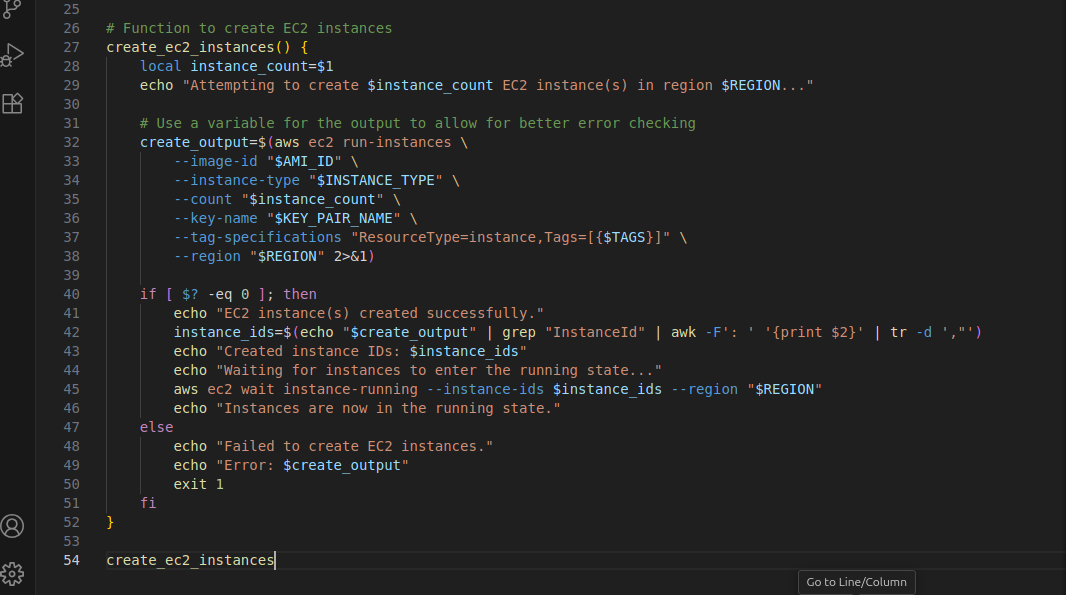 25
26 # Function to create EC2 instances
27 create_ec2_instances() {
28     local instance_count=$1
29     echo "Attempting to create $instance_count EC2 instance(s) in region $REGION..."
30
31     # Use a variable for the output to allow for better error checking
32     create_output=$(aws ec2 run-instances \
33         --image-id "$AMI_ID" \
34         --instance-type "$INSTANCE_TYPE" \
35         --count "$instance_count" \
36         --key-name "$KEY_PAIR_NAME" \
37         --tag-specifications "ResourceType=instance,Tags=[{$TAGS}]" \
38         --region "$REGION" 2>&1)
39
40     if [ $? -eq 0 ]; then
41         echo "EC2 instance(s) created successfully."
42         instance_ids=$(echo "$create_output" | grep "InstanceId" | awk -F': ' '{print $2}' | tr -d ',"')
43         echo "Created instance IDs: $instance_ids"
44         echo "Waiting for instances to enter the running state..."
45         aws ec2 wait instance-running --instance-ids $instance_ids --region "$REGION"
46         echo "Instances are now in the running state."
47     else
48         echo "Failed to create EC2 instances."
49         echo "Error: $create_output"
50         exit 1
51     fi
52 }
53
54 create_ec2_instances
Go to Line/Column